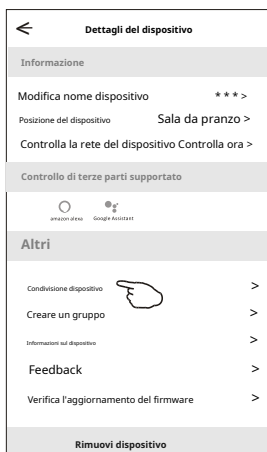 Dettagli del dispositivo
Informazione
Modifica nome dispositivo * * * >
Posizione del dispositivo Sala da pranzo >
Controlla la rete del dispositivo Controlla ora >
Controllo di terze parti supportato
amazon alexa Google Assistant
Altri
Condivisione dispositivo >
Creare un gruppo >
Informazioni sul dispositivo >
Feedback >
Verifica l'aggiornamento del firmware >
Rimuovi dispositivo